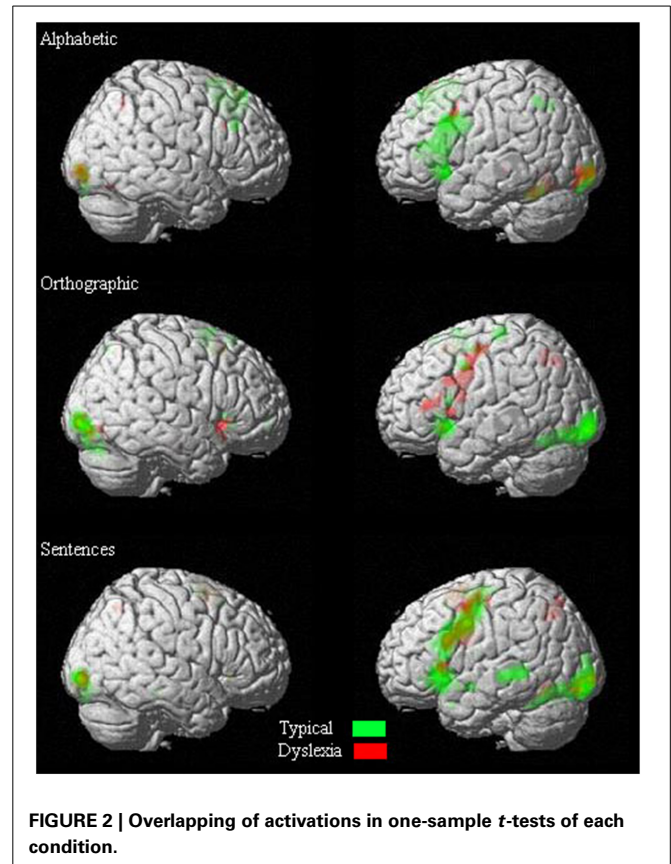 Alphabetic
Orthographic
Sentences
Typical
Dyslexia
FIGURE 2 | Overlapping of activations in one-sample t-tests of each
condition.